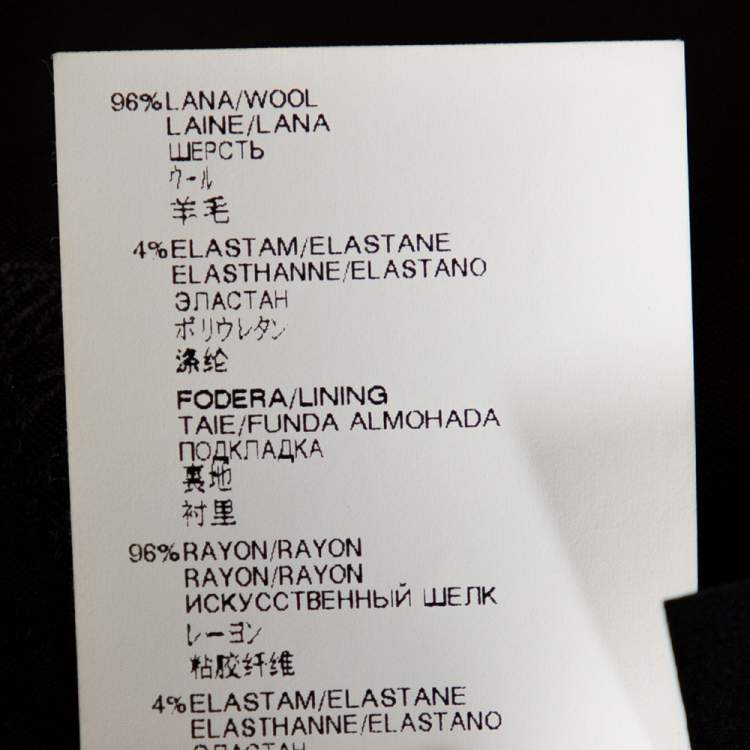 96% LANA/WOOL
LAINE/LANA
ШЕРСТЬ
ウール
羊毛
4% ELASTAM/ELASTANE
ELASTHANNE/ELASTANO
ЭЛАСТАН
ポリウレタン
涤纶
FODERA/LINING
TAIE/FUNDA ALMOHADA
ПОДКЛАДКА
裏地
衬里
96% RAYON/RAYON
RAYON/RAYON
ИСКУССТВЕННЫЙ ШЕЛК
レーヨン
粘胶纤维
4% ELASTAM/ELASTANE
ELASTHANNE/ELASTANO
ЭЛАСТАН